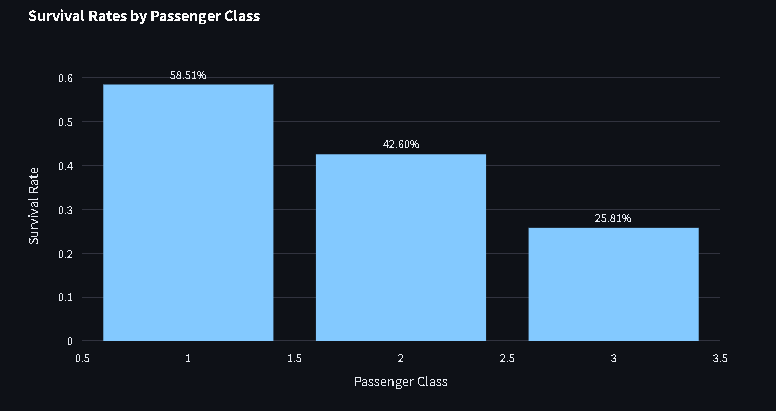 Survival Rates by Passenger Class
58.51%
42.60%
25.81%
0.6
0.5
0.4
0.3
0.2
0.1
0
Survival Rate
0.5 1 1.5 2 2.5 3 3.5
Passenger Class